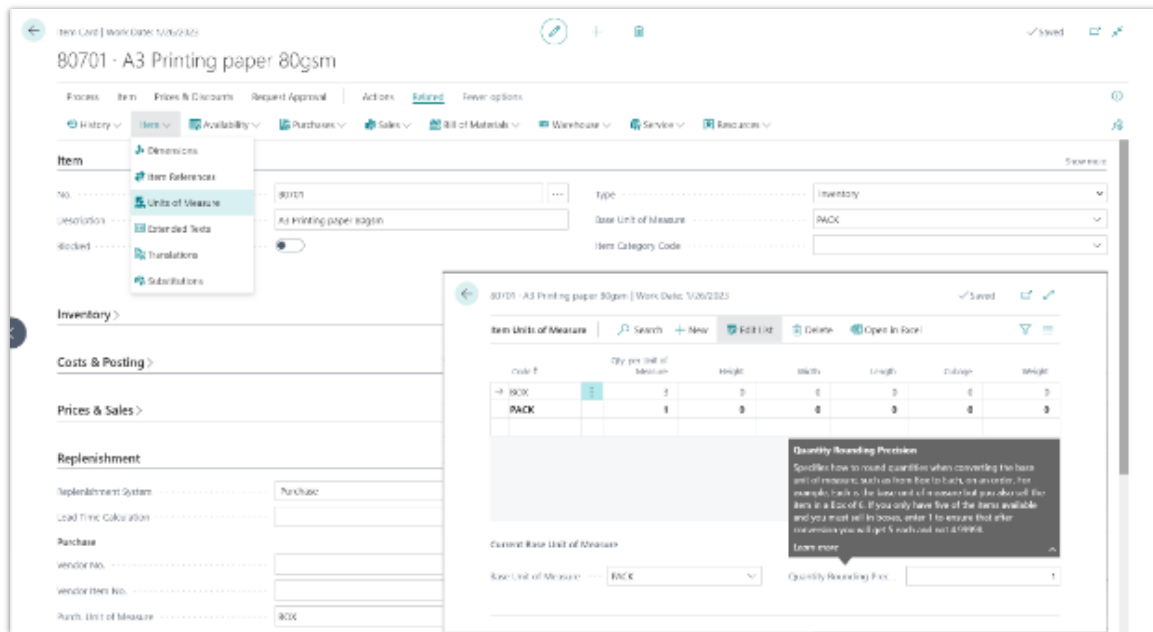 Item Card | Work Date: 1/26/2023
Saved
80701 · A3 Printing paper 80gsm
Process Item Prices & Discounts Request Approval Actions Related Fewer options
History Item Availability Purchases Sales Bill of Materials Warehouse Service Resources
Dimensions
Item References
Units of Measure
Extended Texts
Translations
Substitutions
Item
Show more
No. 80701 ...
Type Inventory
Description A3 Printing paper 80gsm
Base Unit of Measure PACK
Blocked
Item Category Code
Inventory
Costs & Posting
Prices & Sales
Replenishment
Replenishment System Purchase
Lead Time Calculation
Purchase
Vendor No.
Vendor Item No.
Purch. Unit of Measure BOX
80701 · A3 Printing paper 80gsm | Work Date: 1/26/2023
Saved
Item Units of Measure Search New Edit List Delete Open in Excel
Code Qty. per Unit of Measure Height Width Length Cubage Weight
BOX 3 0 0 0 0 0
PACK 1 0 0 0 0 0
Quantity Rounding Precision
Specifies how to round quantities when converting the base
unit of measure, such as from Box to Each, on an order. For
example, Each is the base unit of measure but you also sell the
item in a Box of 6. If you only have five of the items available
and you must sell in boxes, enter 1 to ensure that after
conversion you will get 5 each and not 4.99998.
Learn more
Current Base Unit of Measure
Base Unit of Measure PACK
Quantity Rounding Prec... 1